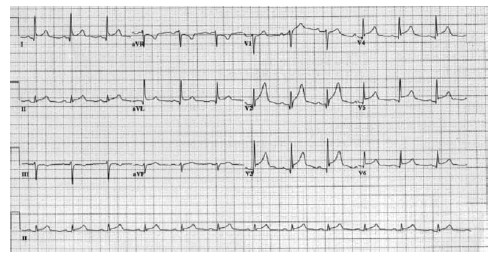 I aVR V1 V4
II aVL V2 V5
III aVF V3 V6
II